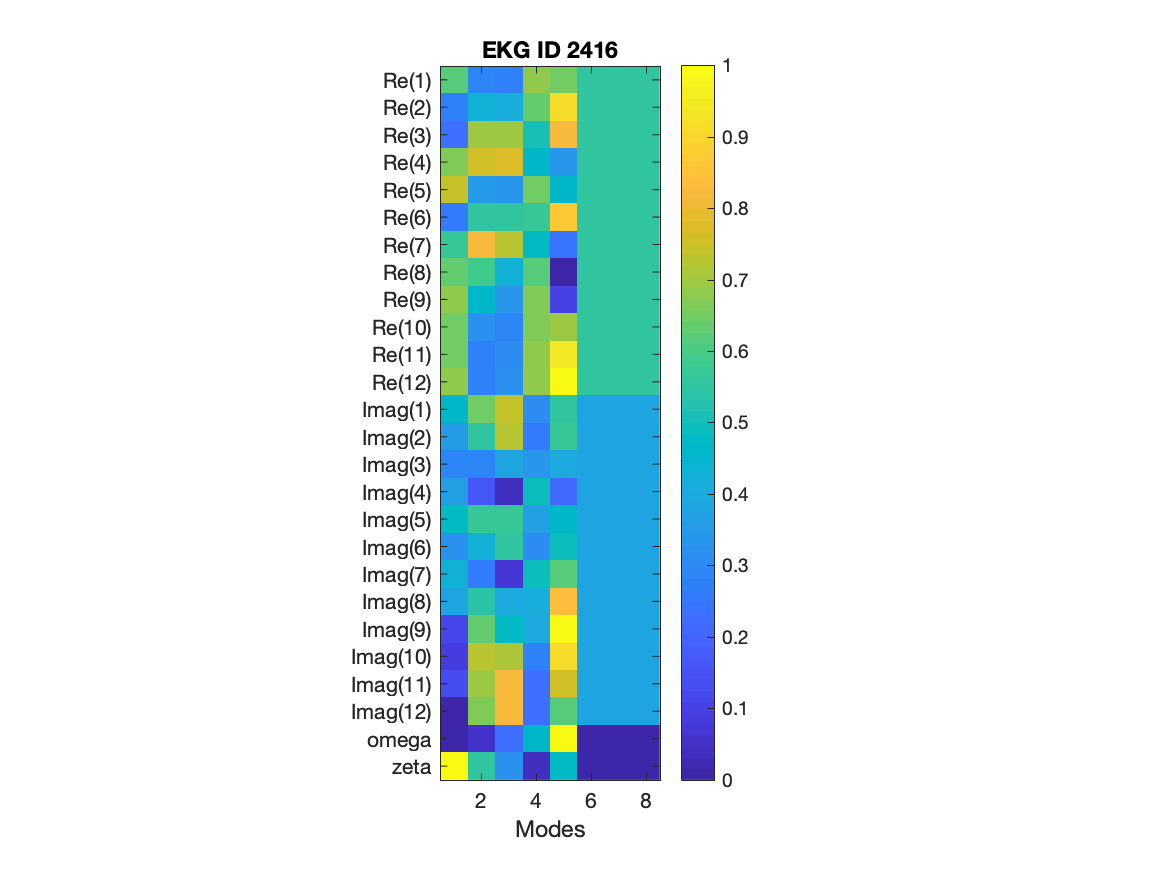 EKG ID 2416
Re(1)
Re(2)
Re(3)
Re(4)
Re(5)
Re(6)
Re(7)
Re(8)
Re(9)
Re(10)
Re(11)
Re(12)
Imag(1)
Imag(2)
Imag(3)
Imag(4)
Imag(5)
Imag(6)
Imag(7)
Imag(8)
Imag(9)
Imag(10)
Imag(11)
Imag(12)
omega
zeta
2 4 6 8
Modes
1
0.9
0.8
0.7
0.6
0.5
0.4
0.3
0.2
0.1
0